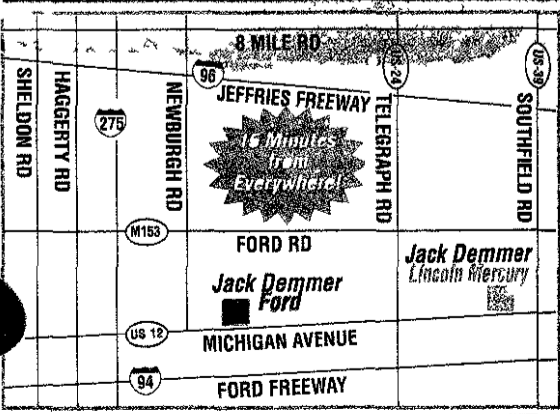 8 MILE RD
96
JEFFRIES FREEWAY
US-24
US-39
SHELDON RD
HAGGERTY RD
275
NEWBURGH RD
TELEGRAPH RD
SOUTHFIELD RD
15 Minutes
from
Everywhere!
M153
FORD RD
Jack Demmer
Lincoln Mercury
Jack Demmer
Ford
US 12
MICHIGAN AVENUE
94
FORD FREEWAY